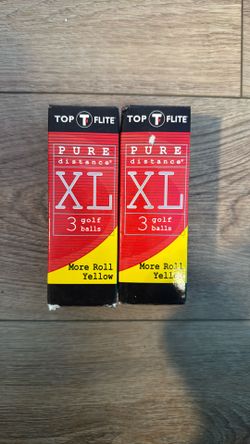 TOP T FLITE®
PURE
distance®
XL
3 golf
balls
More Roll
Yellow
TOP T FLITE®
PURE
distance®
XL
3 golf
balls
More Roll
Yellow